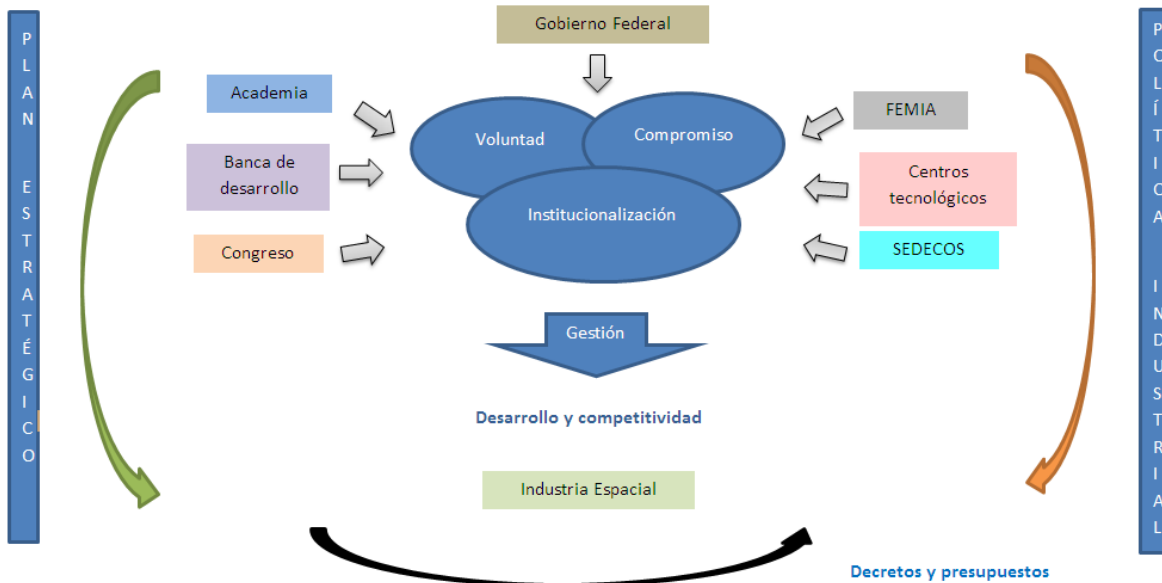 PLAN ESTRATÉGICO
Gobierno Federal
POLÍTICA INDUSTRIAL
Academia
FEMIA
Voluntad
Compromiso
Banca de
desarrollo
Centros
tecnológicos
Institucionalización
Congreso
SEDECOS
Gestión
Desarrollo y competitividad
Industria Espacial
Decretos y presupuestos